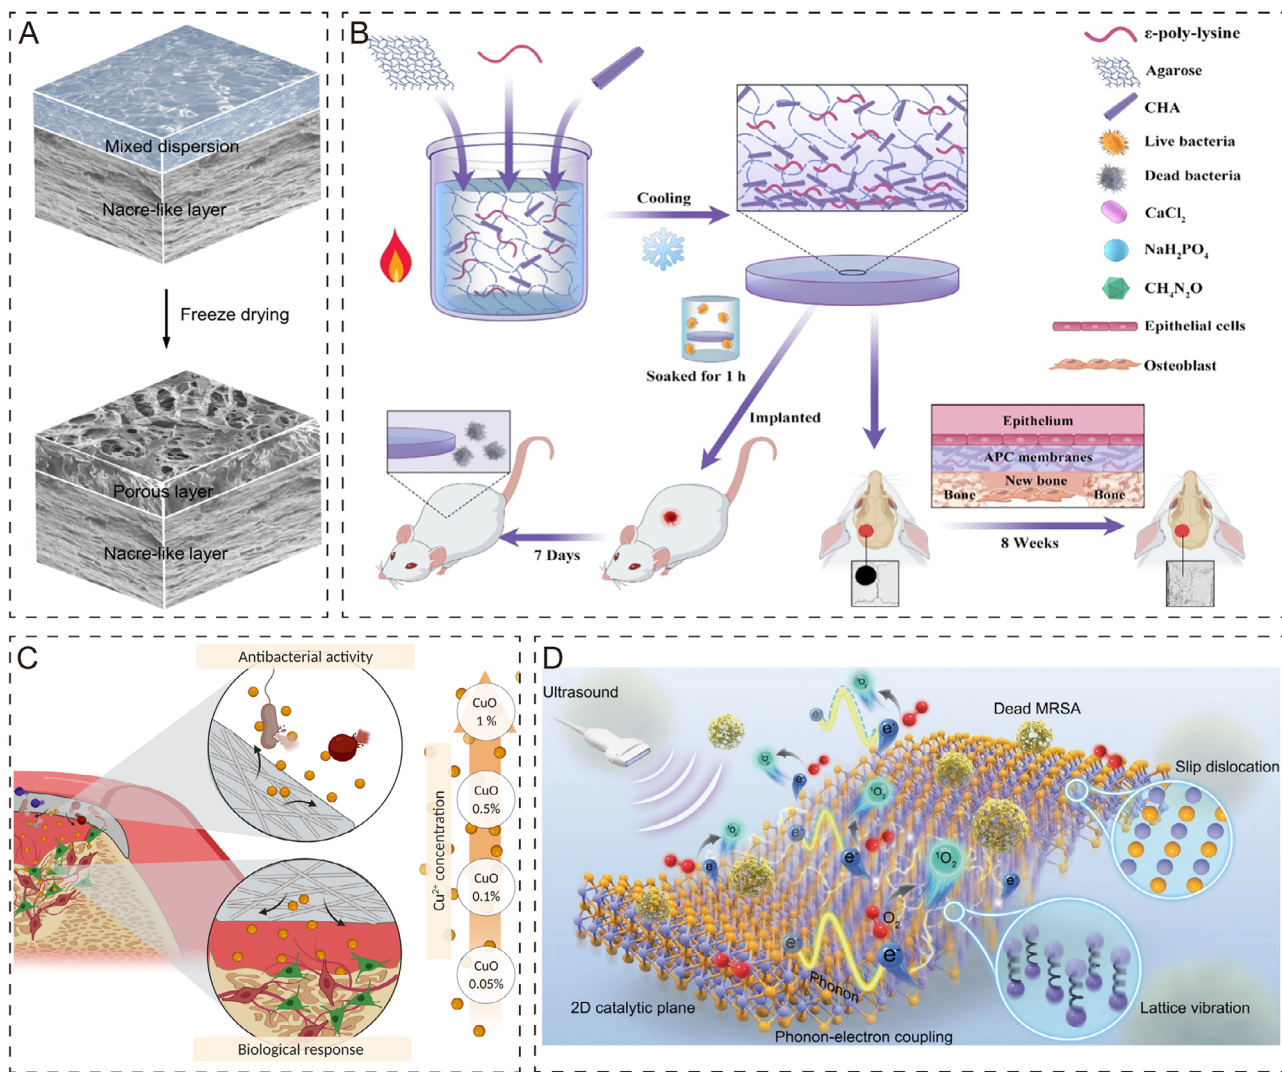 A
Mixed dispersion
Nacre-like layer
Freeze drying
Porous layer
Nacre-like layer
B
Cooling
Soaked for 1 h
Implanted
7 Days
8 Weeks
Epithelium
APC membranes
New bone
Bone
Bone
ε-poly-lysine
Agarose
CHA
Live bacteria
Dead bacteria
CaCl₂
NaH₂PO₄
CH₄N₂O
Epithelial cells
Osteoblast
C
Antibacterial activity
Biological response
Cu²⁺ concentration
CuO
1 %
CuO
0.5%
CuO
0.1%
CuO
0.05%
D
Ultrasound
Dead MRSA
Slip dislocation
Lattice vibration
2D catalytic plane
Phonon-electron coupling
Phonon
O₂
¹O₂
¹O₂
¹O₂
¹O₂
¹O₂
e⁻
e⁻
e⁻
e⁻
e⁻
e⁺
e⁺
e⁺